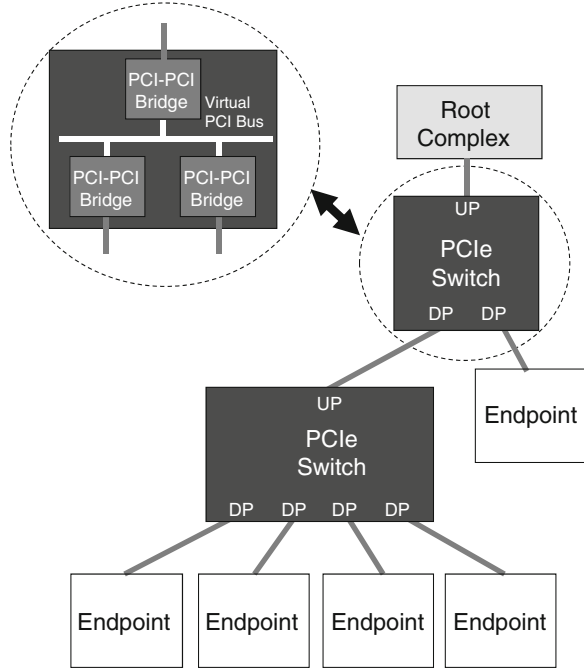 PCI-PCI
Bridge
Virtual
PCI Bus
PCI-PCI
Bridge
PCI-PCI
Bridge
Root
Complex
UP
PCIe
Switch
DP DP
Endpoint
UP
PCIe
Switch
DP DP DP DP
Endpoint Endpoint Endpoint Endpoint